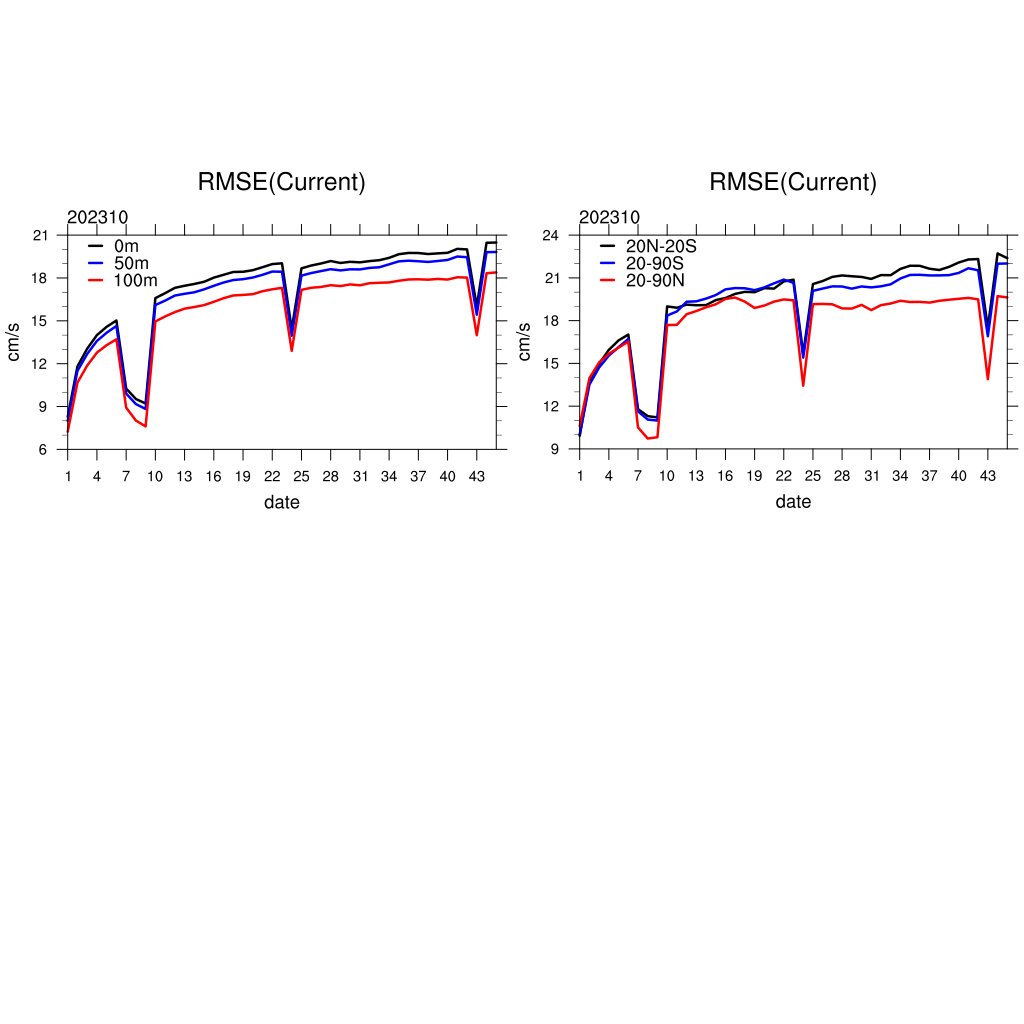 RMSE(Current)
202310
0m
50m
100m
cm/s
21
18
15
12
9
6
1 4 7 10 13 16 19 22 25 28 31 34 37 40 43
date
RMSE(Current)
202310
20N-20S
20-90S
20-90N
cm/s
24
21
18
15
12
9
1 4 7 10 13 16 19 22 25 28 31 34 37 40 43
date